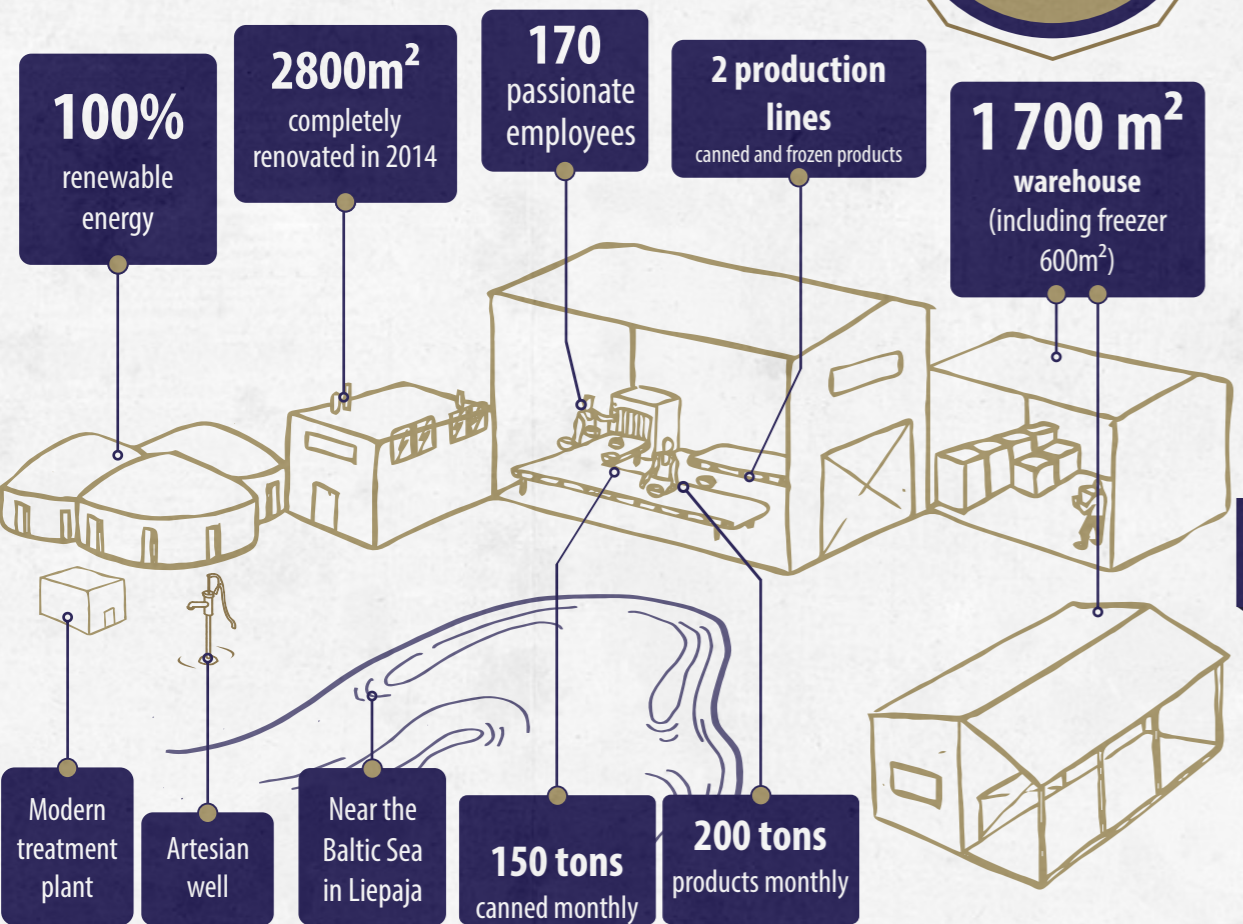 100%
renewable
energy
2800m²
completely
renovated in 2014
170
passionate
employees
2 production
lines
canned and frozen products
1 700 m²
warehouse
(including freezer
600m²)
Modern
treatment
plant
Artesian
well
Near the
Baltic Sea
in Liepaja
150 tons
canned monthly
200 tons
products monthly